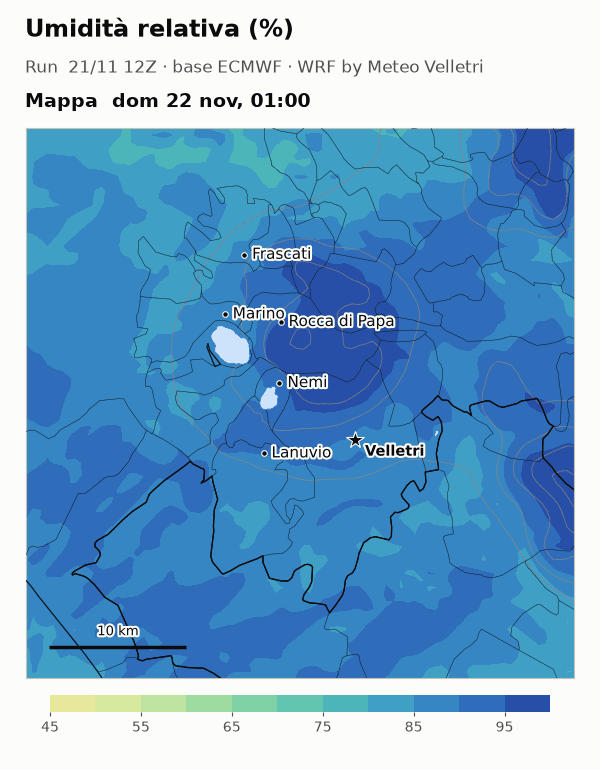 Umidità relativa (%)
Run 21/11 12Z · base ECMWF · WRF by Meteo Velletri
Mappa dom 22 nov, 01:00
Frascati
Marino
Rocca di Papa
Nemi
Velletri
Lanuvio
10 km
45 55 65 75 85 95